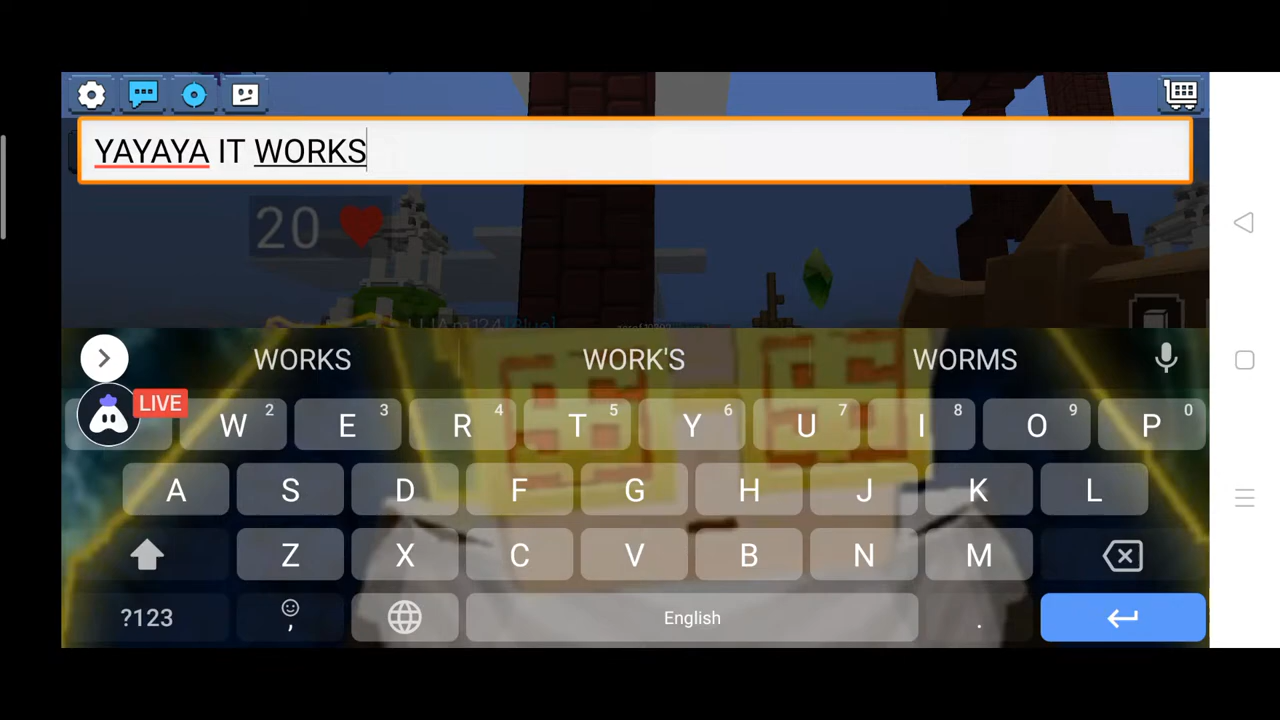 YAYAYA IT WORKS
20
WORKS WORK'S WORMS
LIVE
W 2 E 3 R 4 T 5 Y 6 U 7 I 8 O 9 P 0
A S D F G H J K L
Z X C V B N M
?123 , English .